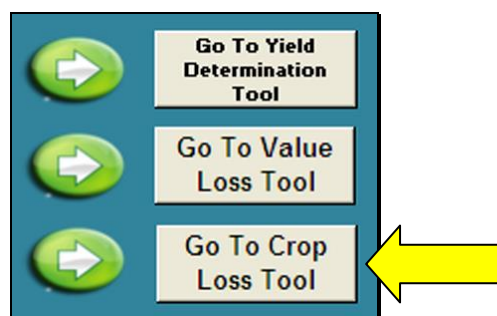 Go To Yield
Determination
Tool
Go To Value
Loss Tool
Go To Crop
Loss Tool